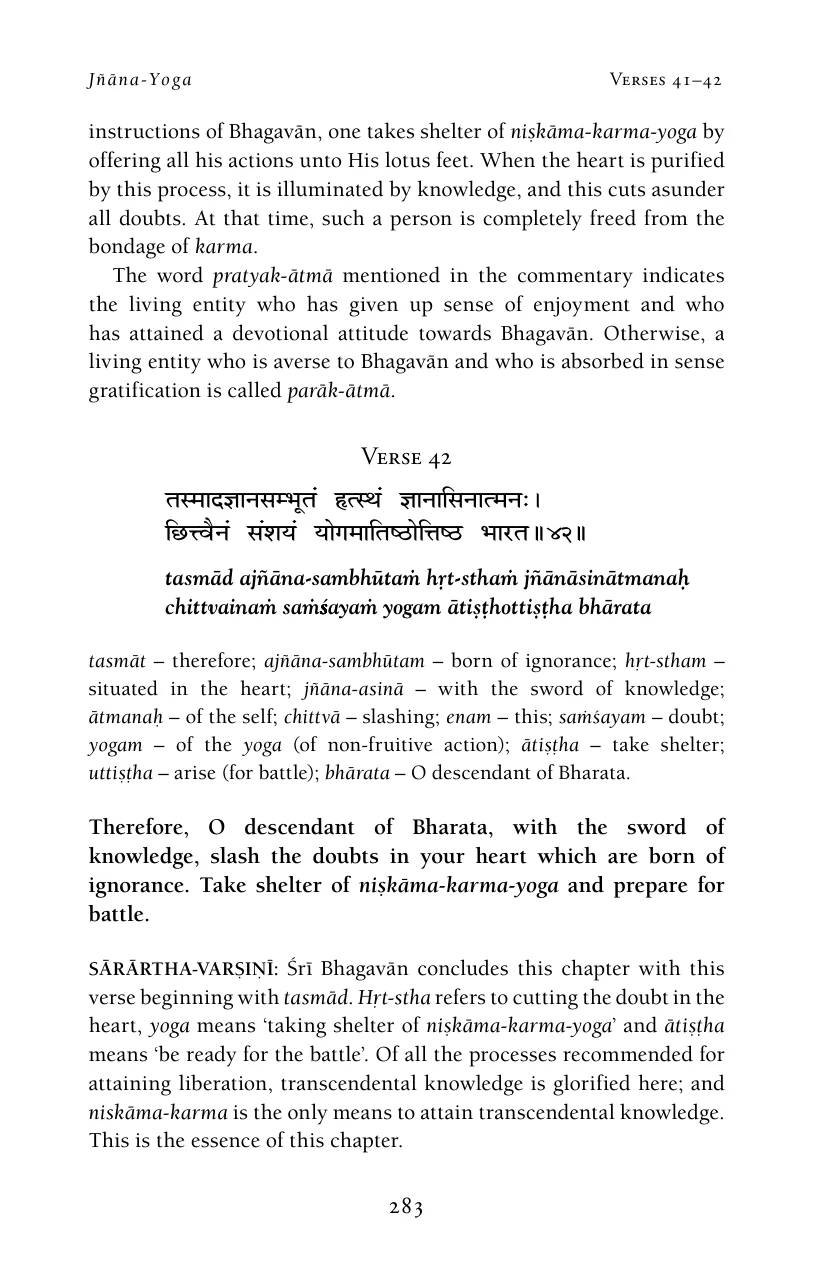 Jñāna-Yoga Verses 41–42
instructions of Bhagavān, one takes shelter of niṣkāma-karma-yoga by
offering all his actions unto His lotus feet. When the heart is purified
by this process, it is illuminated by knowledge, and this cuts asunder
all doubts. At that time, such a person is completely freed from the
bondage of karma.
The word pratyak-ātmā mentioned in the commentary indicates
the living entity who has given up sense of enjoyment and who
has attained a devotional attitude towards Bhagavān. Otherwise, a
living entity who is averse to Bhagavān and who is absorbed in sense
gratification is called parāk-ātmā.
Verse 42
तस्मादज्ञानसम्भूतं हृत्स्थं ज्ञानासिनात्मनः।
छित्त्वैनं संशयं योगमातिष्ठोत्तिष्ठ भारत॥४२॥
tasmād ajñāna-sambhūtaṁ hṛt-sthaṁ jñānāsinātmanaḥ
chittvainaṁ saṁśayaṁ yogam ātiṣṭhottiṣṭha bhārata
tasmāt – therefore; ajñāna-sambhūtam – born of ignorance; hṛt-stham –
situated in the heart; jñāna-asinā – with the sword of knowledge;
ātmanaḥ – of the self; chittvā – slashing; enam – this; saṁśayam – doubt;
yogam – of the yoga (of non-fruitive action); ātiṣṭha – take shelter;
uttiṣṭha – arise (for battle); bhārata – O descendant of Bharata.
Therefore, O descendant of Bharata, with the sword of
knowledge, slash the doubts in your heart which are born of
ignorance. Take shelter of niṣkāma-karma-yoga and prepare for
battle.
SĀRĀRTHA-VARṢIṆĪ: Śrī Bhagavān concludes this chapter with this
verse beginning with tasmād. Hṛt-stha refers to cutting the doubt in the
heart, yoga means ‘taking shelter of niṣkāma-karma-yoga’ and ātiṣṭha
means ‘be ready for the battle’. Of all the processes recommended for
attaining liberation, transcendental knowledge is glorified here; and
niskāma-karma is the only means to attain transcendental knowledge.
This is the essence of this chapter.
283